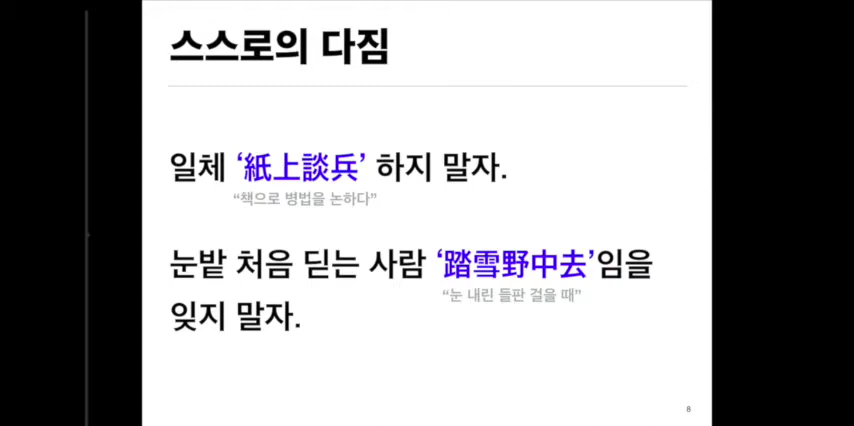 스스로의 다짐
일체 ‘紙上談兵’ 하지 말자.
“책으로 병법을 논하다”
눈밭 처음 딛는 사람 ‘踏雪野中去’임을
“눈 내린 들판 걸을 때”
잊지 말자.
8